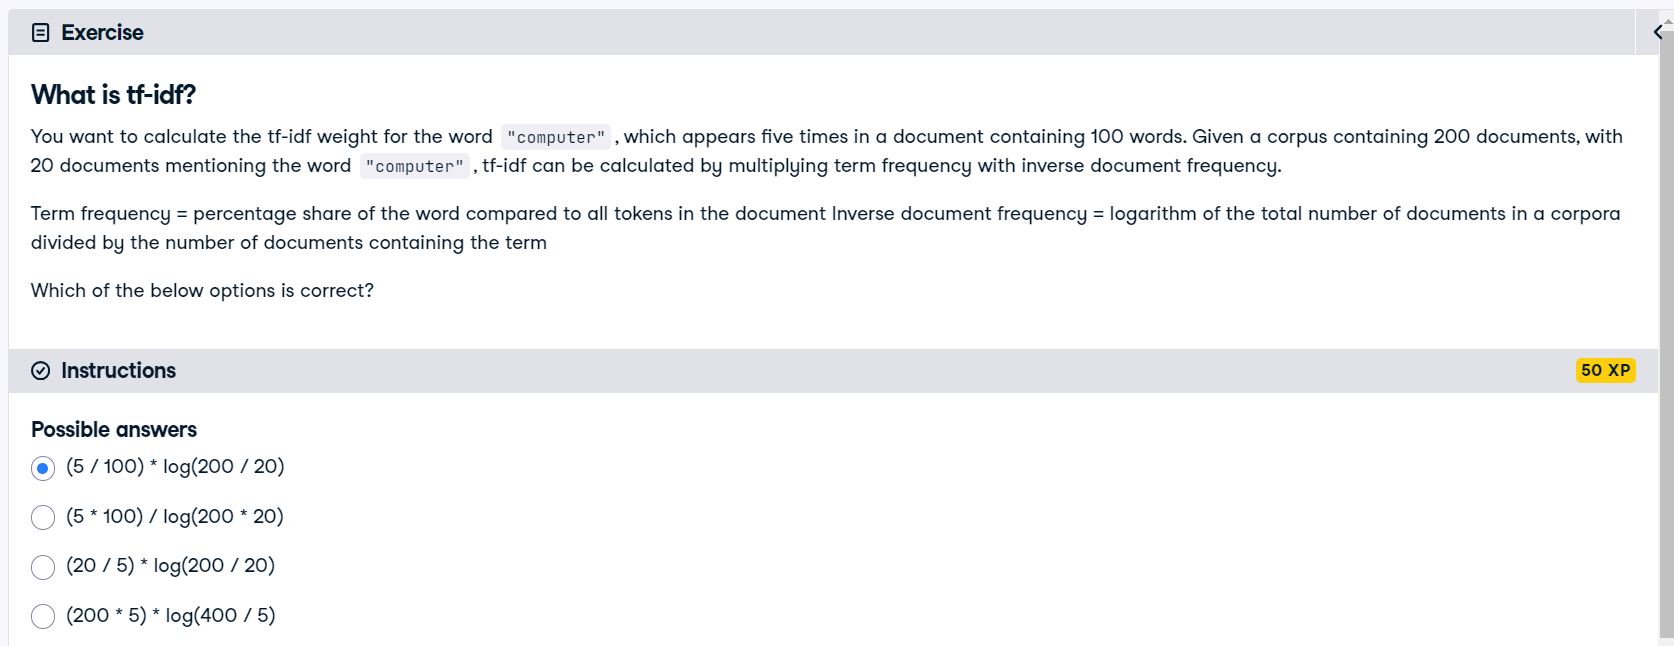 Exercise
What is tf-idf?
You want to calculate the tf-idf weight for the word "computer", which appears five times in a document containing 100 words. Given a corpus containing 200 documents, with
20 documents mentioning the word "computer", tf-idf can be calculated by multiplying term frequency with inverse document frequency.
Term frequency = percentage share of the word compared to all tokens in the document Inverse document frequency = logarithm of the total number of documents in a corpora
divided by the number of documents containing the term
Which of the below options is correct?
Instructions
50 XP
Possible answers
(5 / 100) * log(200 / 20)
(5 * 100) / log(200 * 20)
(20 / 5) * log(200 / 20)
(200 * 5) * log(400 / 5)